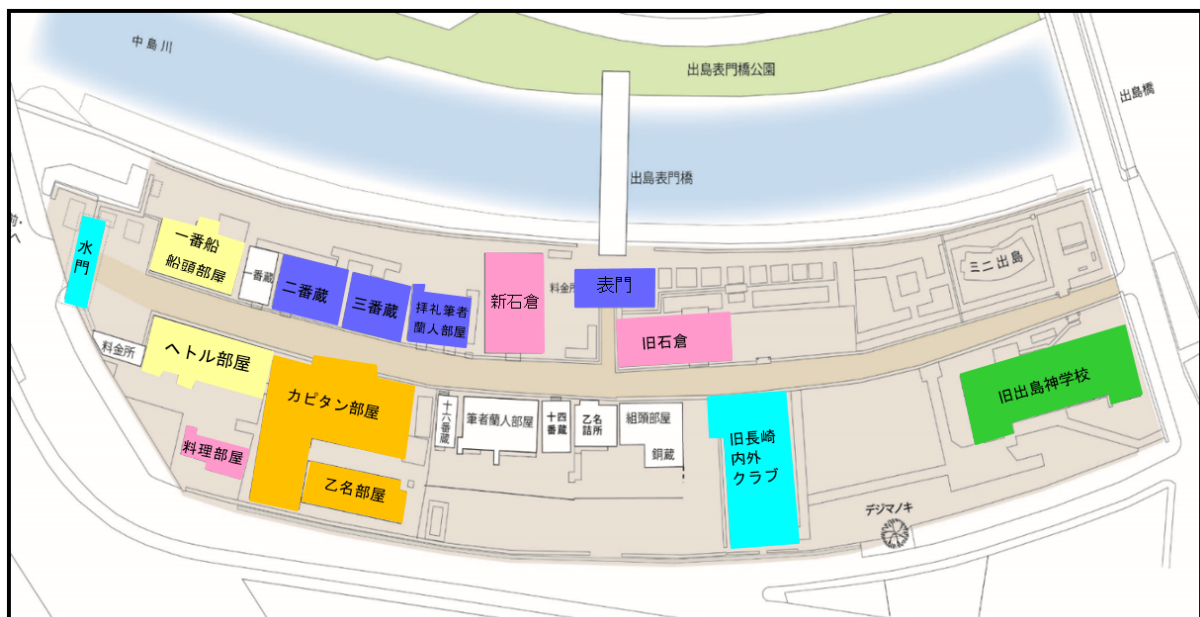 中島川
出島表門橋公園
出島橋
出島表門橋
水
門
一番船
船頭部屋
一番蔵
二番蔵
三番蔵
拝礼筆者
蘭人部屋
新石倉
料金所
表門
旧石倉
ミニ出島
料金所
ヘトル部屋
カピタン部屋
料理部屋
乙名部屋
十六番蔵
筆者蘭人部屋
十四
番蔵
乙名
詰所
組頭部屋
銅蔵
旧長崎
内外
クラブ
旧出島神学校
デジマノキ